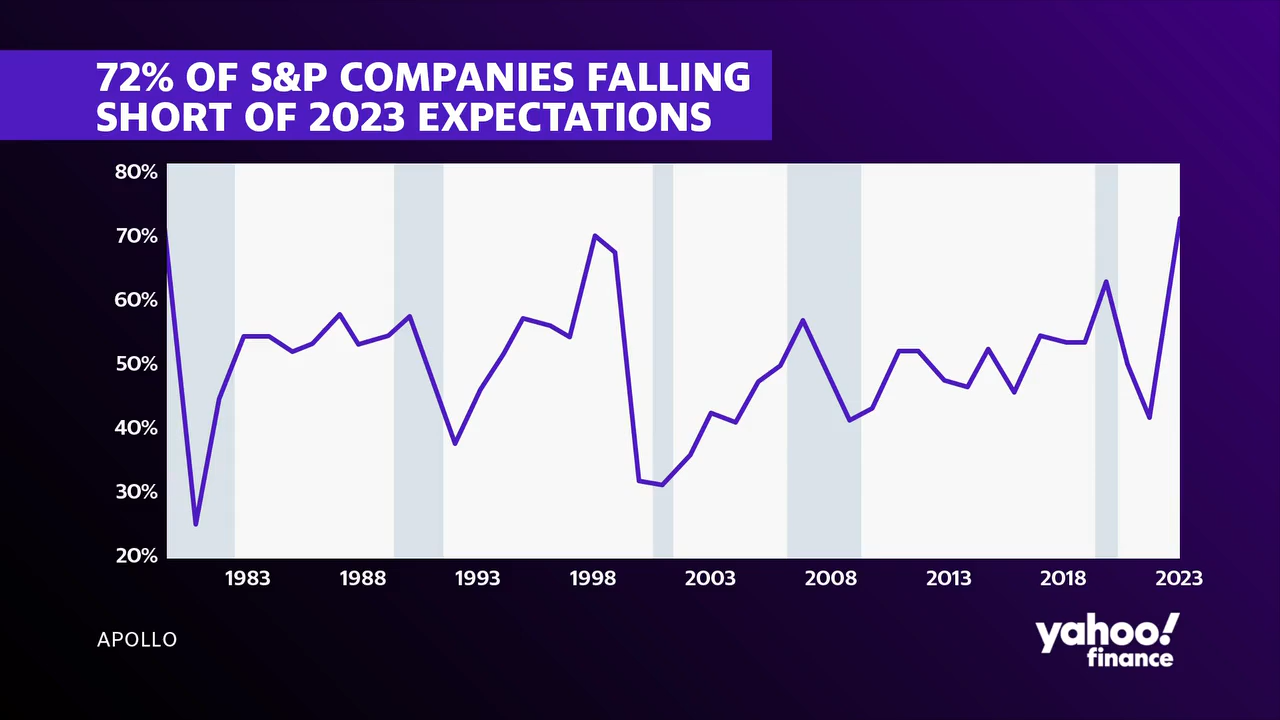 72% OF S&P COMPANIES FALLING
SHORT OF 2023 EXPECTATIONS
80%
70%
60%
50%
40%
30%
20%
1983 1988 1993 1998 2003 2008 2013 2018 2023
APOLLO
yahoo!
finance